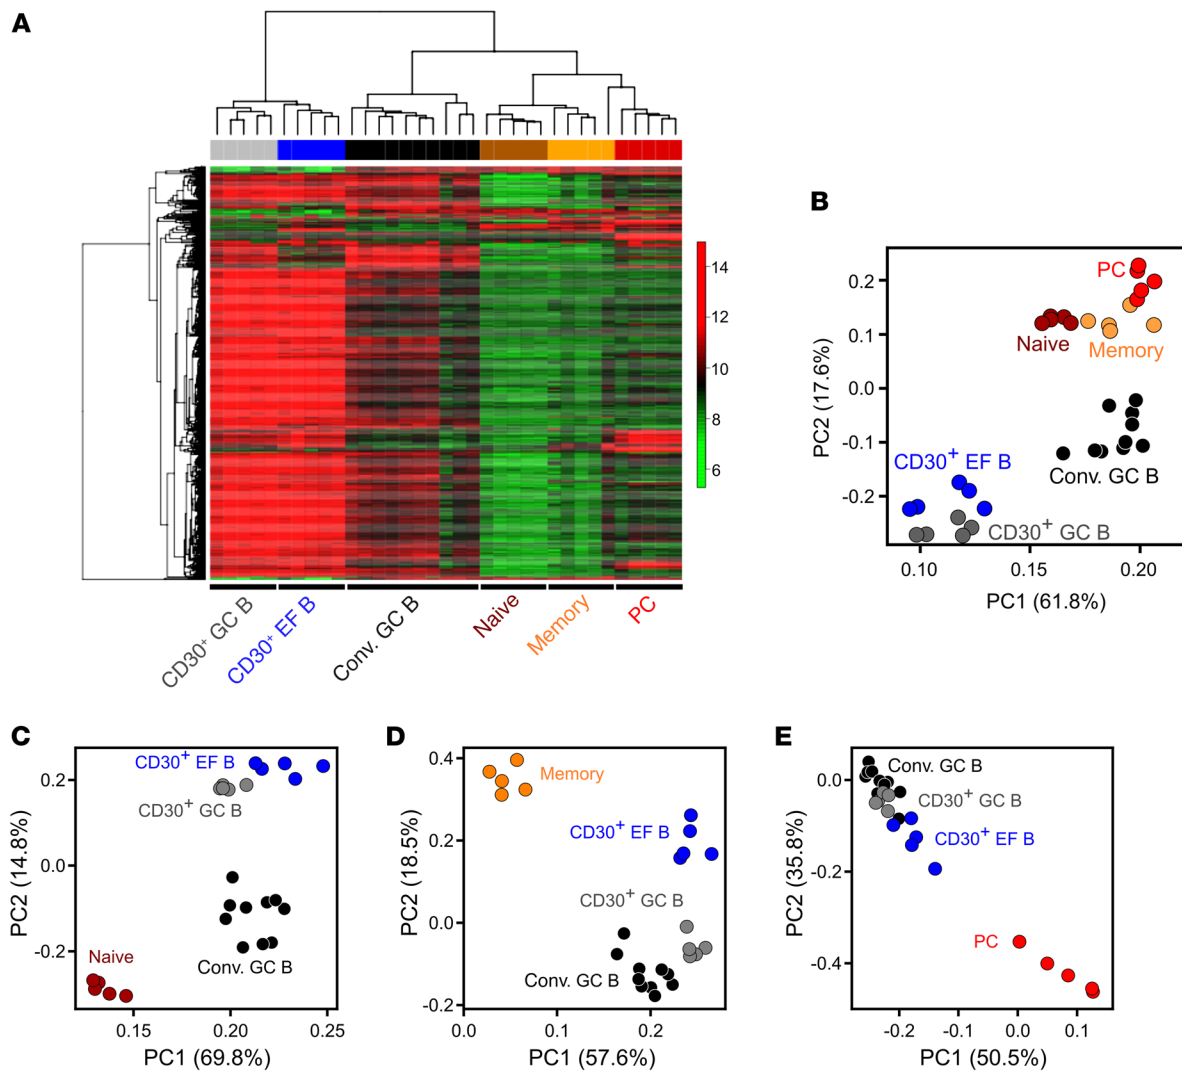 A
14
12
10
8
6
CD30+ GC B
CD30+ EF B
Conv. GC B
Naive
Memory
PC
B
PC2 (17.6%)
0.2
0.1
0.0
-0.1
-0.2
PC
Naive
Memory
CD30+ EF B
Conv. GC B
CD30+ GC B
0.10 0.15 0.20
PC1 (61.8%)
C
PC2 (14.8%)
0.2
0.0
-0.2
CD30+ EF B
CD30+ GC B
Naive
Conv. GC B
0.15 0.20 0.25
PC1 (69.8%)
D
PC2 (18.5%)
0.4
0.2
0.0
-0.2
Memory
CD30+ EF B
CD30+ GC B
Conv. GC B
0.0 0.1 0.2
PC1 (57.6%)
E
PC2 (35.8%)
0.0
-0.2
-0.4
Conv. GC B
CD30+ GC B
CD30+ EF B
PC
-0.2 -0.1 0.0 0.1
PC1 (50.5%)